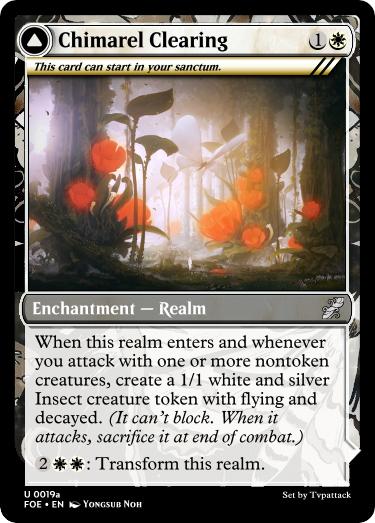 Chimarel Clearing 1
This card can start in your sanctum.
Enchantment — Realm
When this realm enters and whenever
you attack with one or more nontoken
creatures, create a 1/1 white and silver
Insect creature token with flying and
decayed. (It can't block. When it
attacks, sacrifice it at end of combat.)
2 : Transform this realm.
U 0019a
FOE • EN Yongsub Noh
Set by Tvpattack